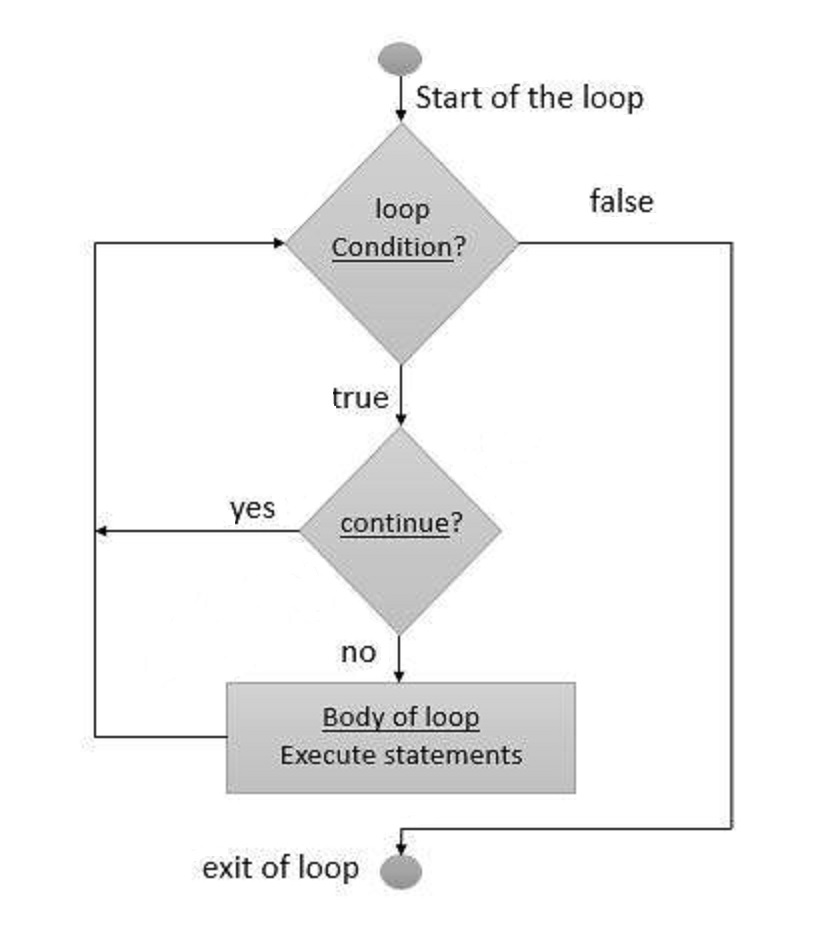 Start of the loop
loop
Condition?
false
true
yes
continue?
no
Body of loop
Execute statements
exit of loop